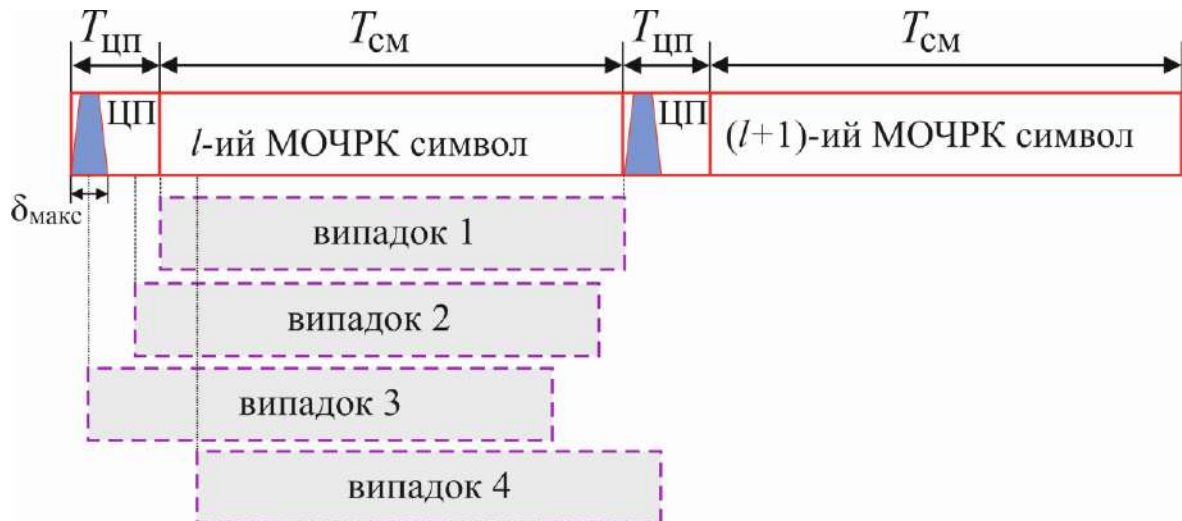 Tцп Tсм Tцп Tсм
ЦП l-ий МОЧРК символ ЦП (l+1)-ий МОЧРК символ
δмакс
випадок 1
випадок 2
випадок 3
випадок 4